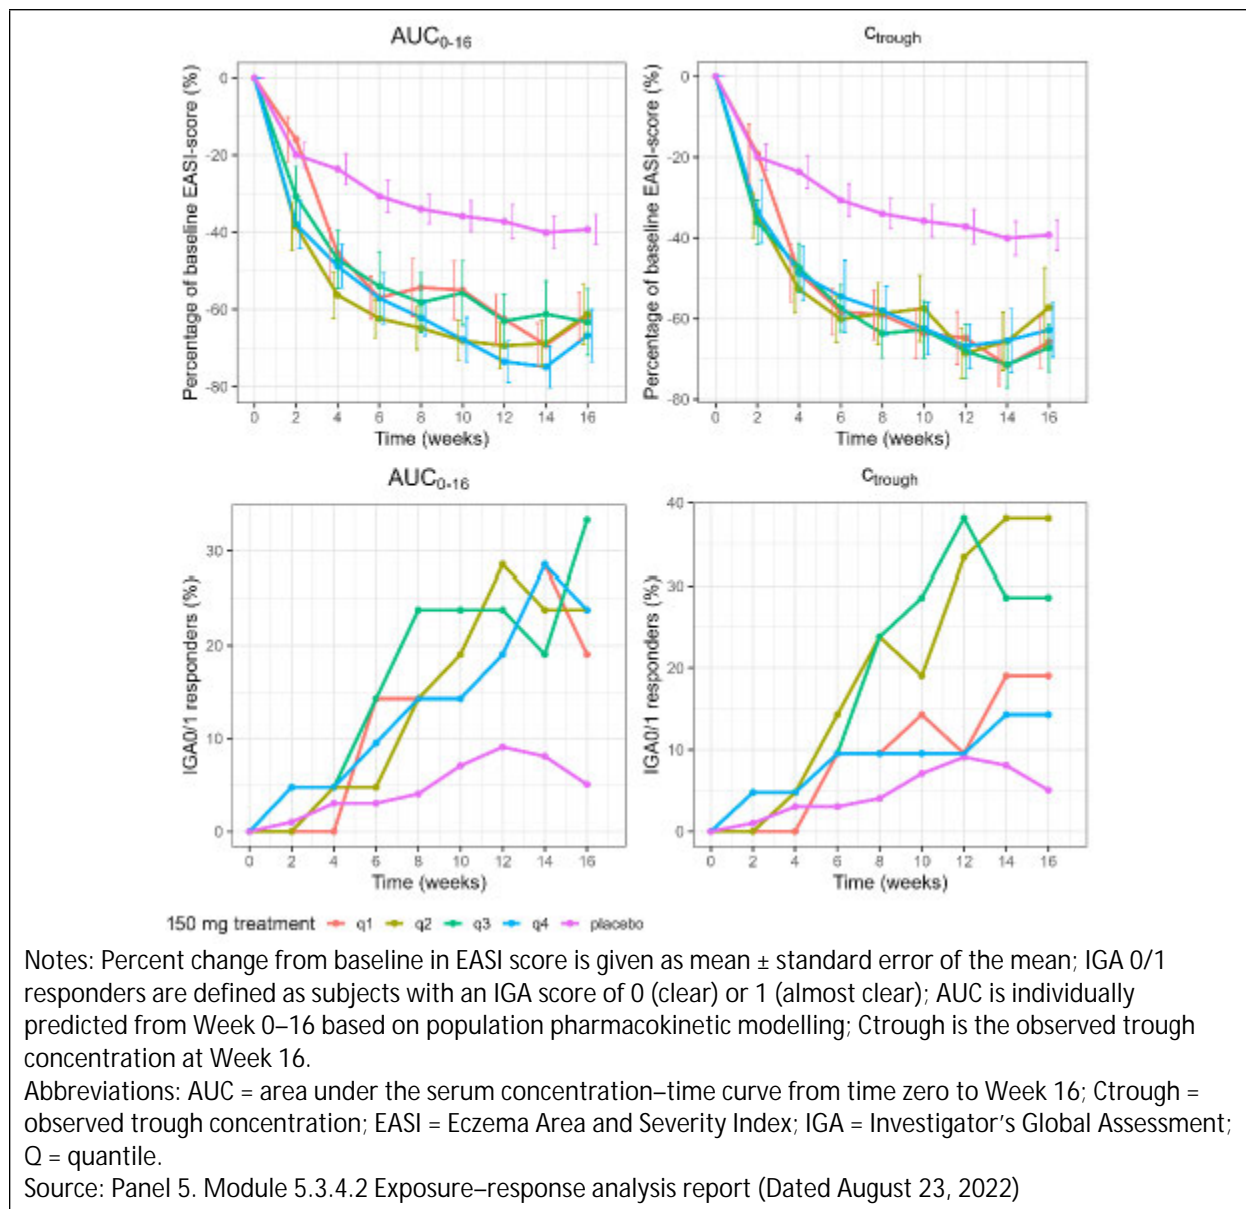 AUC0-16
Ctrough
Percentage of baseline EASI-score (%)
0
-20
-40
-60
-80
0 2 4 6 8 10 12 14 16
Time (weeks)
Percentage of baseline EASI-score (%)
0
-20
-40
-60
-80
0 2 4 6 8 10 12 14 16
Time (weeks)
AUC0-16
Ctrough
IGA0/1 responders (%)
30
20
10
0
0 2 4 6 8 10 12 14 16
Time (weeks)
IGA0/1 responders (%)
40
30
20
10
0
0 2 4 6 8 10 12 14 16
Time (weeks)
150 mg treatment q1 q2 q3 q4 placebo
Notes: Percent change from baseline in EASI score is given as mean ± standard error of the mean; IGA 0/1
responders are defined as subjects with an IGA score of 0 (clear) or 1 (almost clear); AUC is individually
predicted from Week 0–16 based on population pharmacokinetic modelling; Ctrough is the observed trough
concentration at Week 16.
Abbreviations: AUC = area under the serum concentration–time curve from time zero to Week 16; Ctrough =
observed trough concentration; EASI = Eczema Area and Severity Index; IGA = Investigator's Global Assessment;
Q = quantile.
Source: Panel 5. Module 5.3.4.2 Exposure–response analysis report (Dated August 23, 2022)